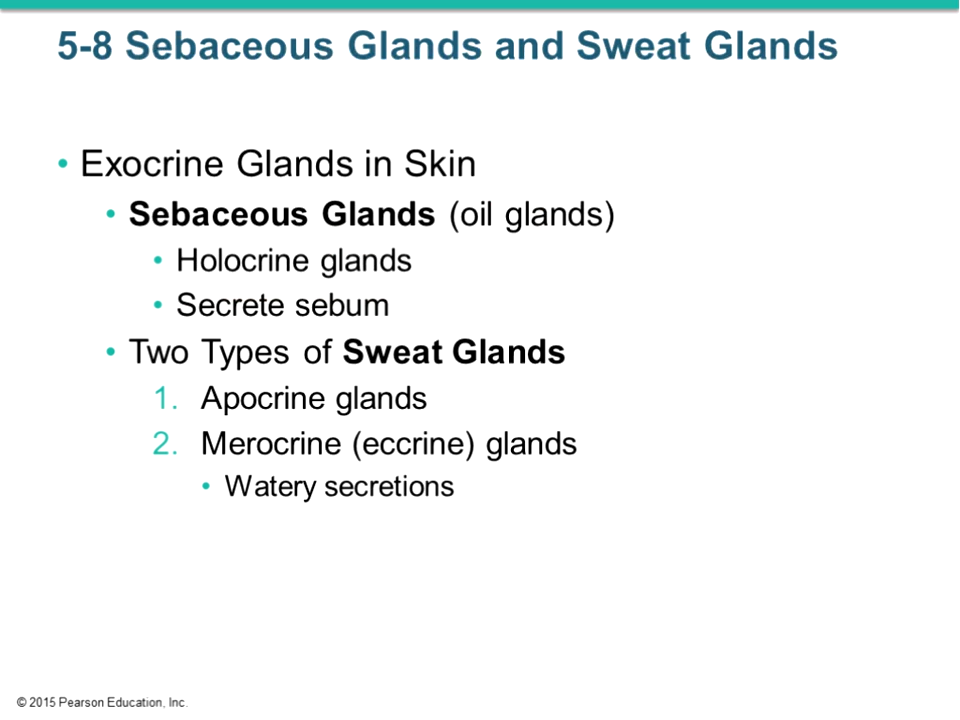 5-8 Sebaceous Glands and Sweat Glands
• Exocrine Glands in Skin
• Sebaceous Glands (oil glands)
• Holocrine glands
• Secrete sebum
• Two Types of Sweat Glands
1. Apocrine glands
2. Merocrine (eccrine) glands
• Watery secretions
© 2015 Pearson Education, Inc.